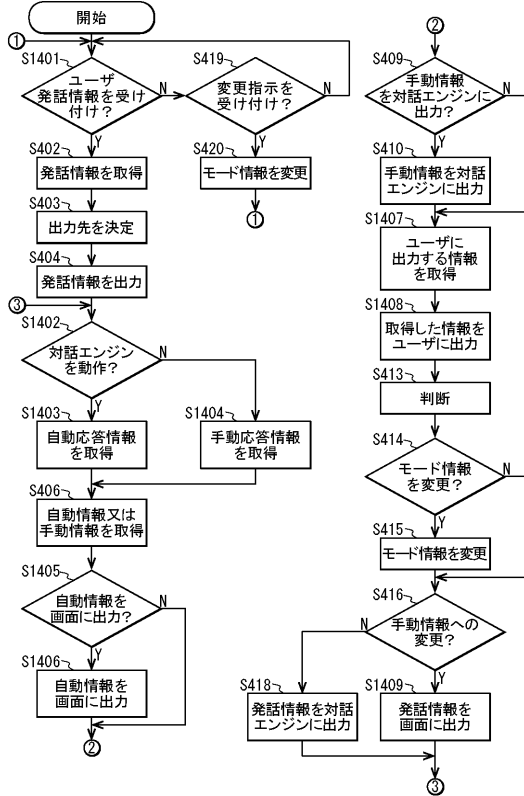 開始
①
S1401
ユーザ
発話情報を受け
付け?
N
Y
S419
変更指示を
受け付け?
N
Y
S420
モード情報を変更
①
S402
発話情報を取得
S403
出力先を決定
S404
発話情報を出力
③
S1402
対話エンジン
を動作?
N
Y
S1403
自動応答情報
を取得
S1404
手動応答情報
を取得
S406
自動情報又は
手動情報を取得
S1405
自動情報を
画面に出力?
N
Y
S1406
自動情報を
画面に出力
②
②
S409
手動情報
を対話エンジンに
出力?
N
Y
S410
手動情報を対話
エンジンに出力
S1407
ユーザに
出力する情報
を取得
S1408
取得した情報を
ユーザに出力
S413
判断
S414
モード情報
を変更?
N
Y
S415
モード情報を変更
S416
手動情報への
変更?
N
Y
S418
発話情報を対話
エンジンに出力
S1409
発話情報を
画面に出力
③